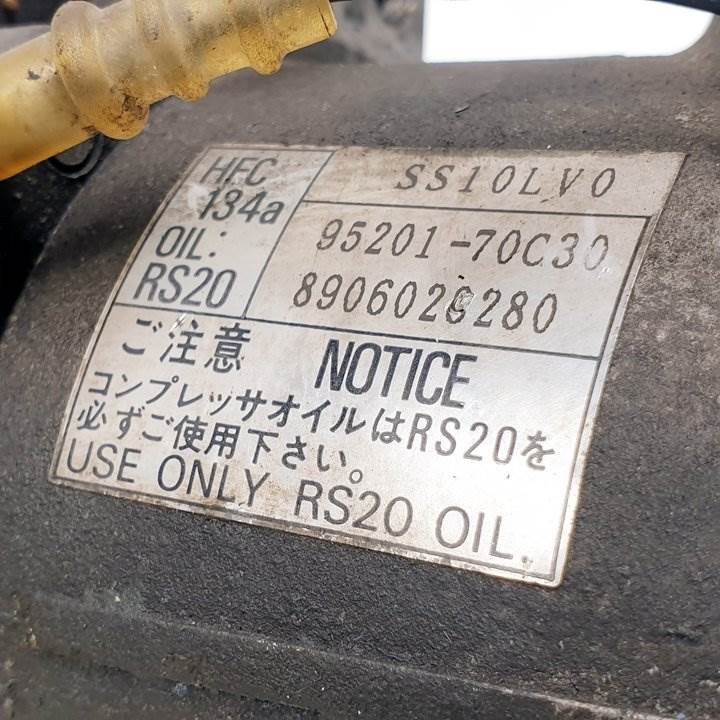 HFC
134a
OIL:
RS20
SS10LV0
95201-70C30
ご注意 NOTICE
コンプレッサオイルはRS20を
必ずご使用下さい。
USE ONLY RS20 OIL.